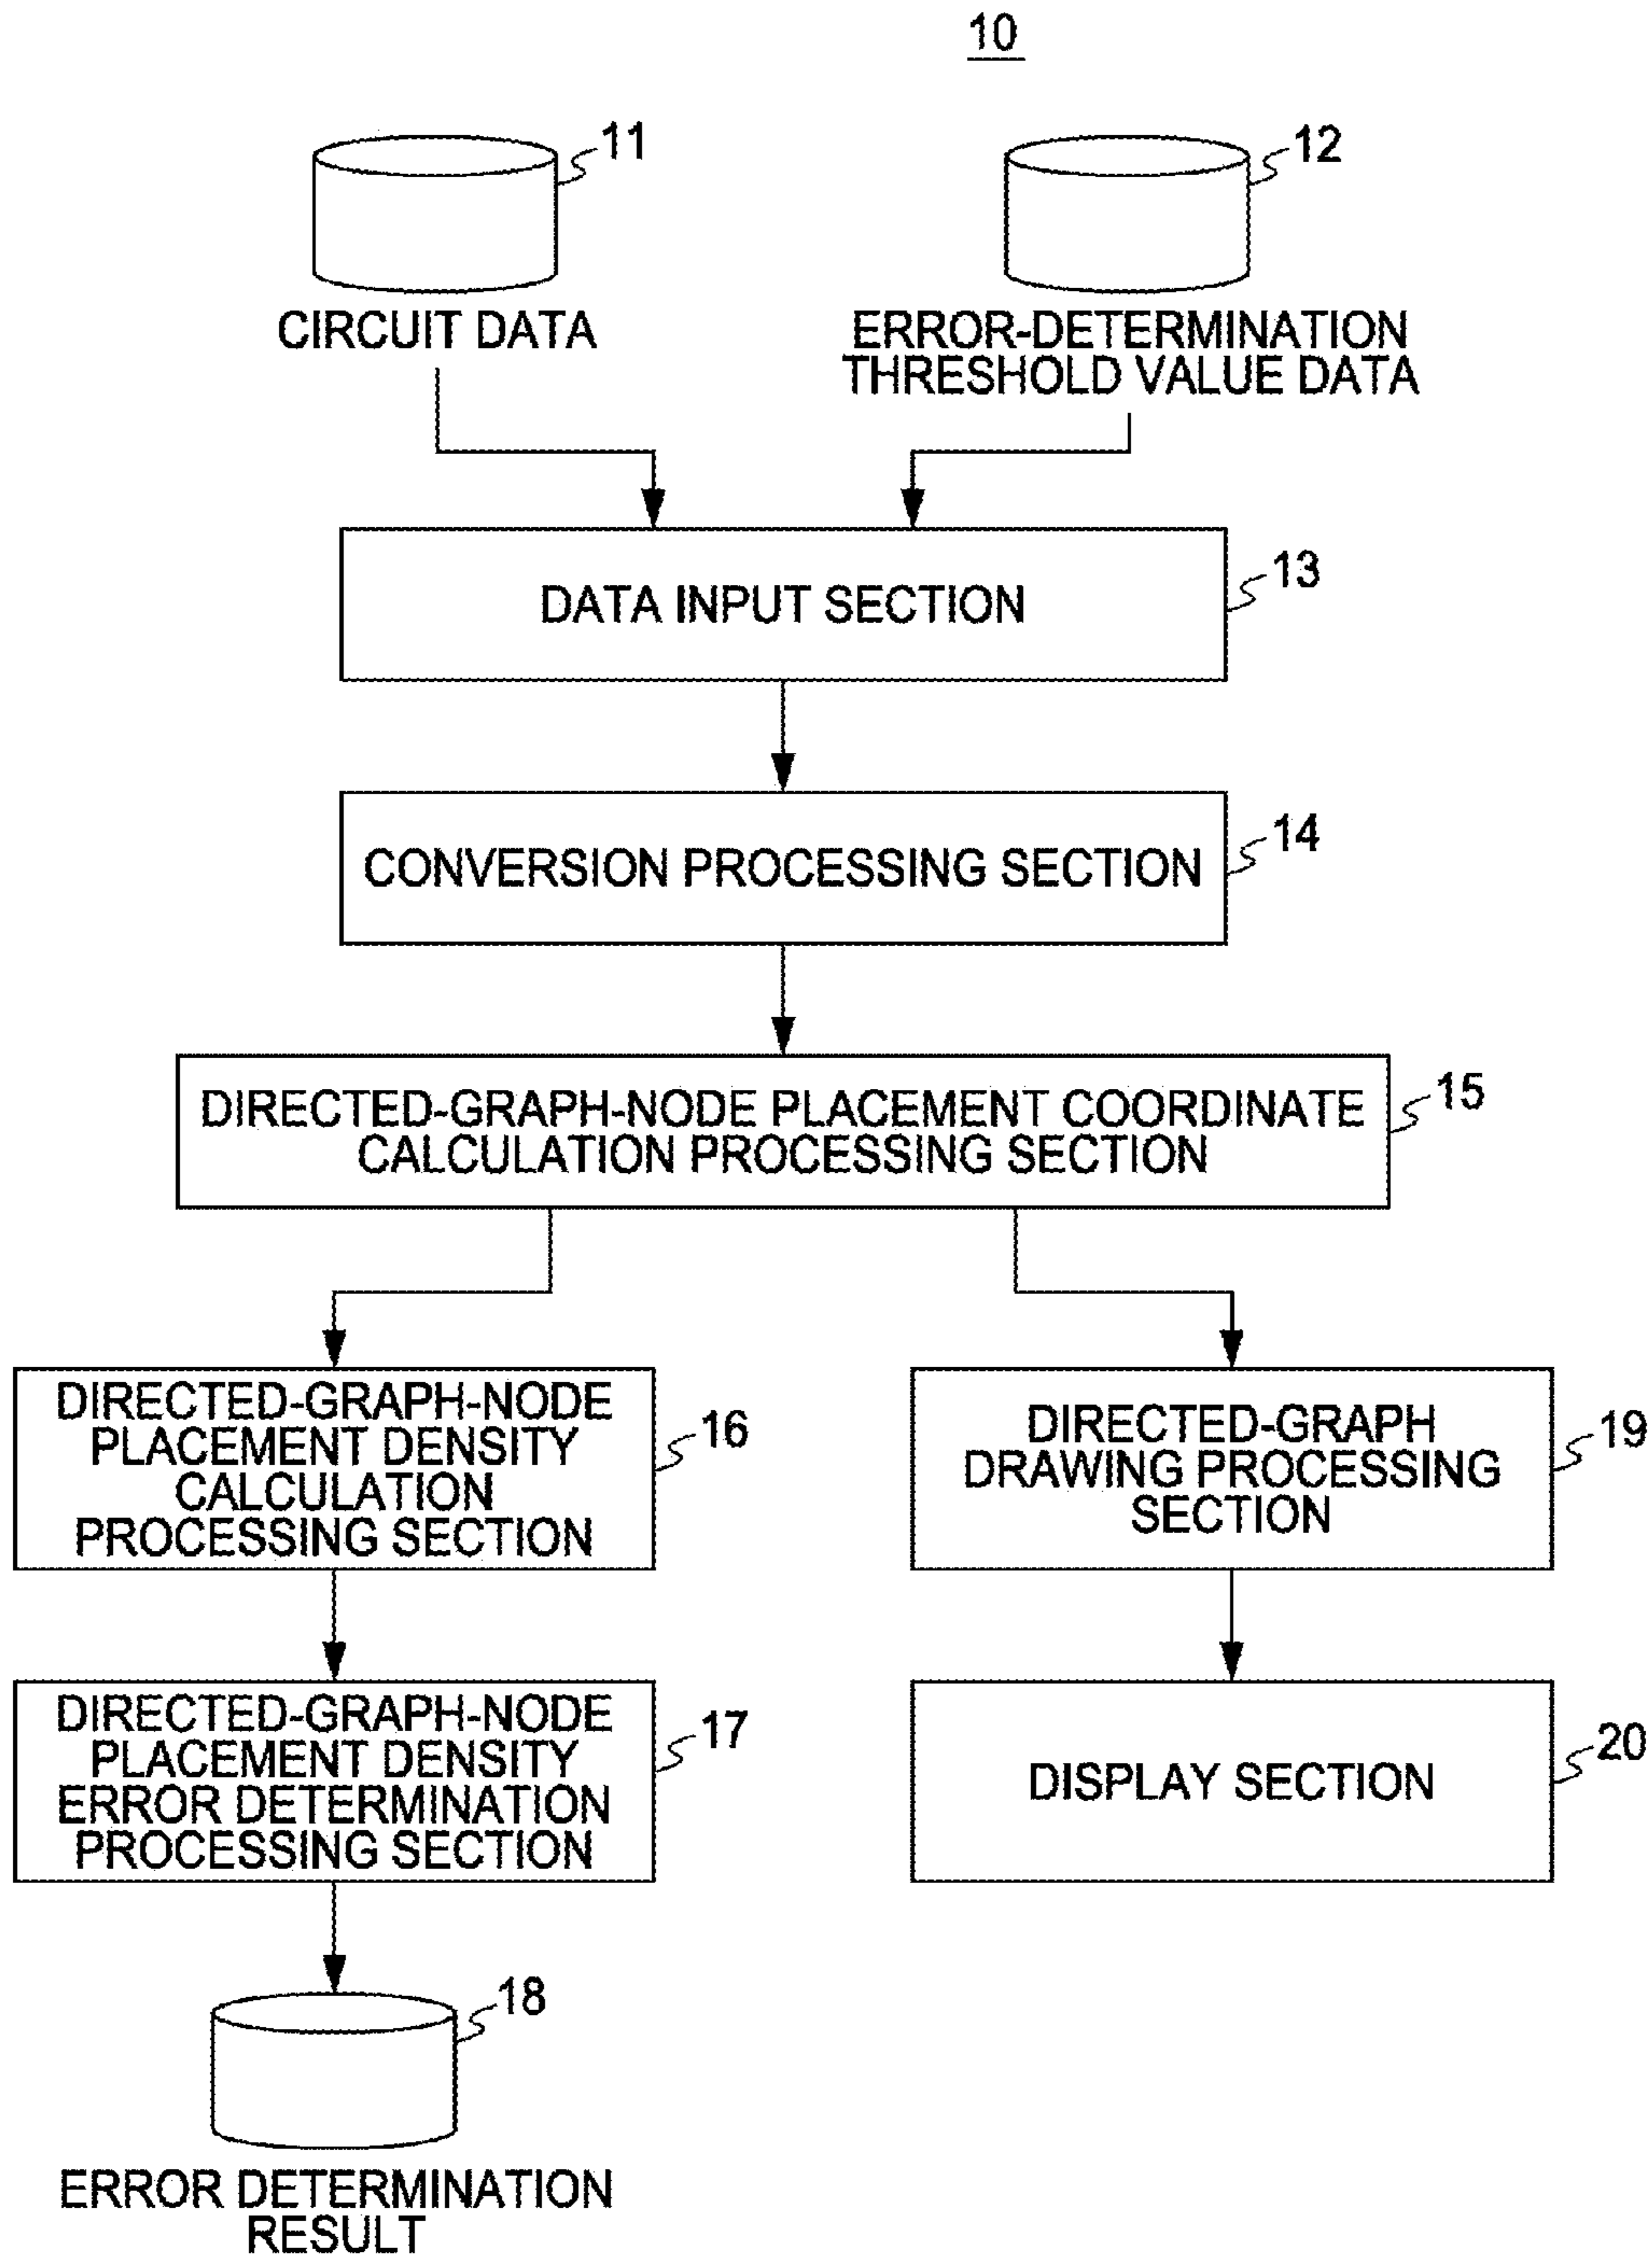 10
11
12
CIRCUIT DATA
ERROR-DETERMINATION
THRESHOLD VALUE DATA
DATA INPUT SECTION
13
CONVERSION PROCESSING SECTION
14
DIRECTED-GRAPH-NODE PLACEMENT COORDINATE
CALCULATION PROCESSING SECTION
15
DIRECTED-GRAPH-NODE
PLACEMENT DENSITY
CALCULATION
PROCESSING SECTION
16
DIRECTED-GRAPH
DRAWING PROCESSING
SECTION
19
DIRECTED-GRAPH-NODE
PLACEMENT DENSITY
ERROR DETERMINATION
PROCESSING SECTION
17
DISPLAY SECTION
20
18
ERROR DETERMINATION
RESULT